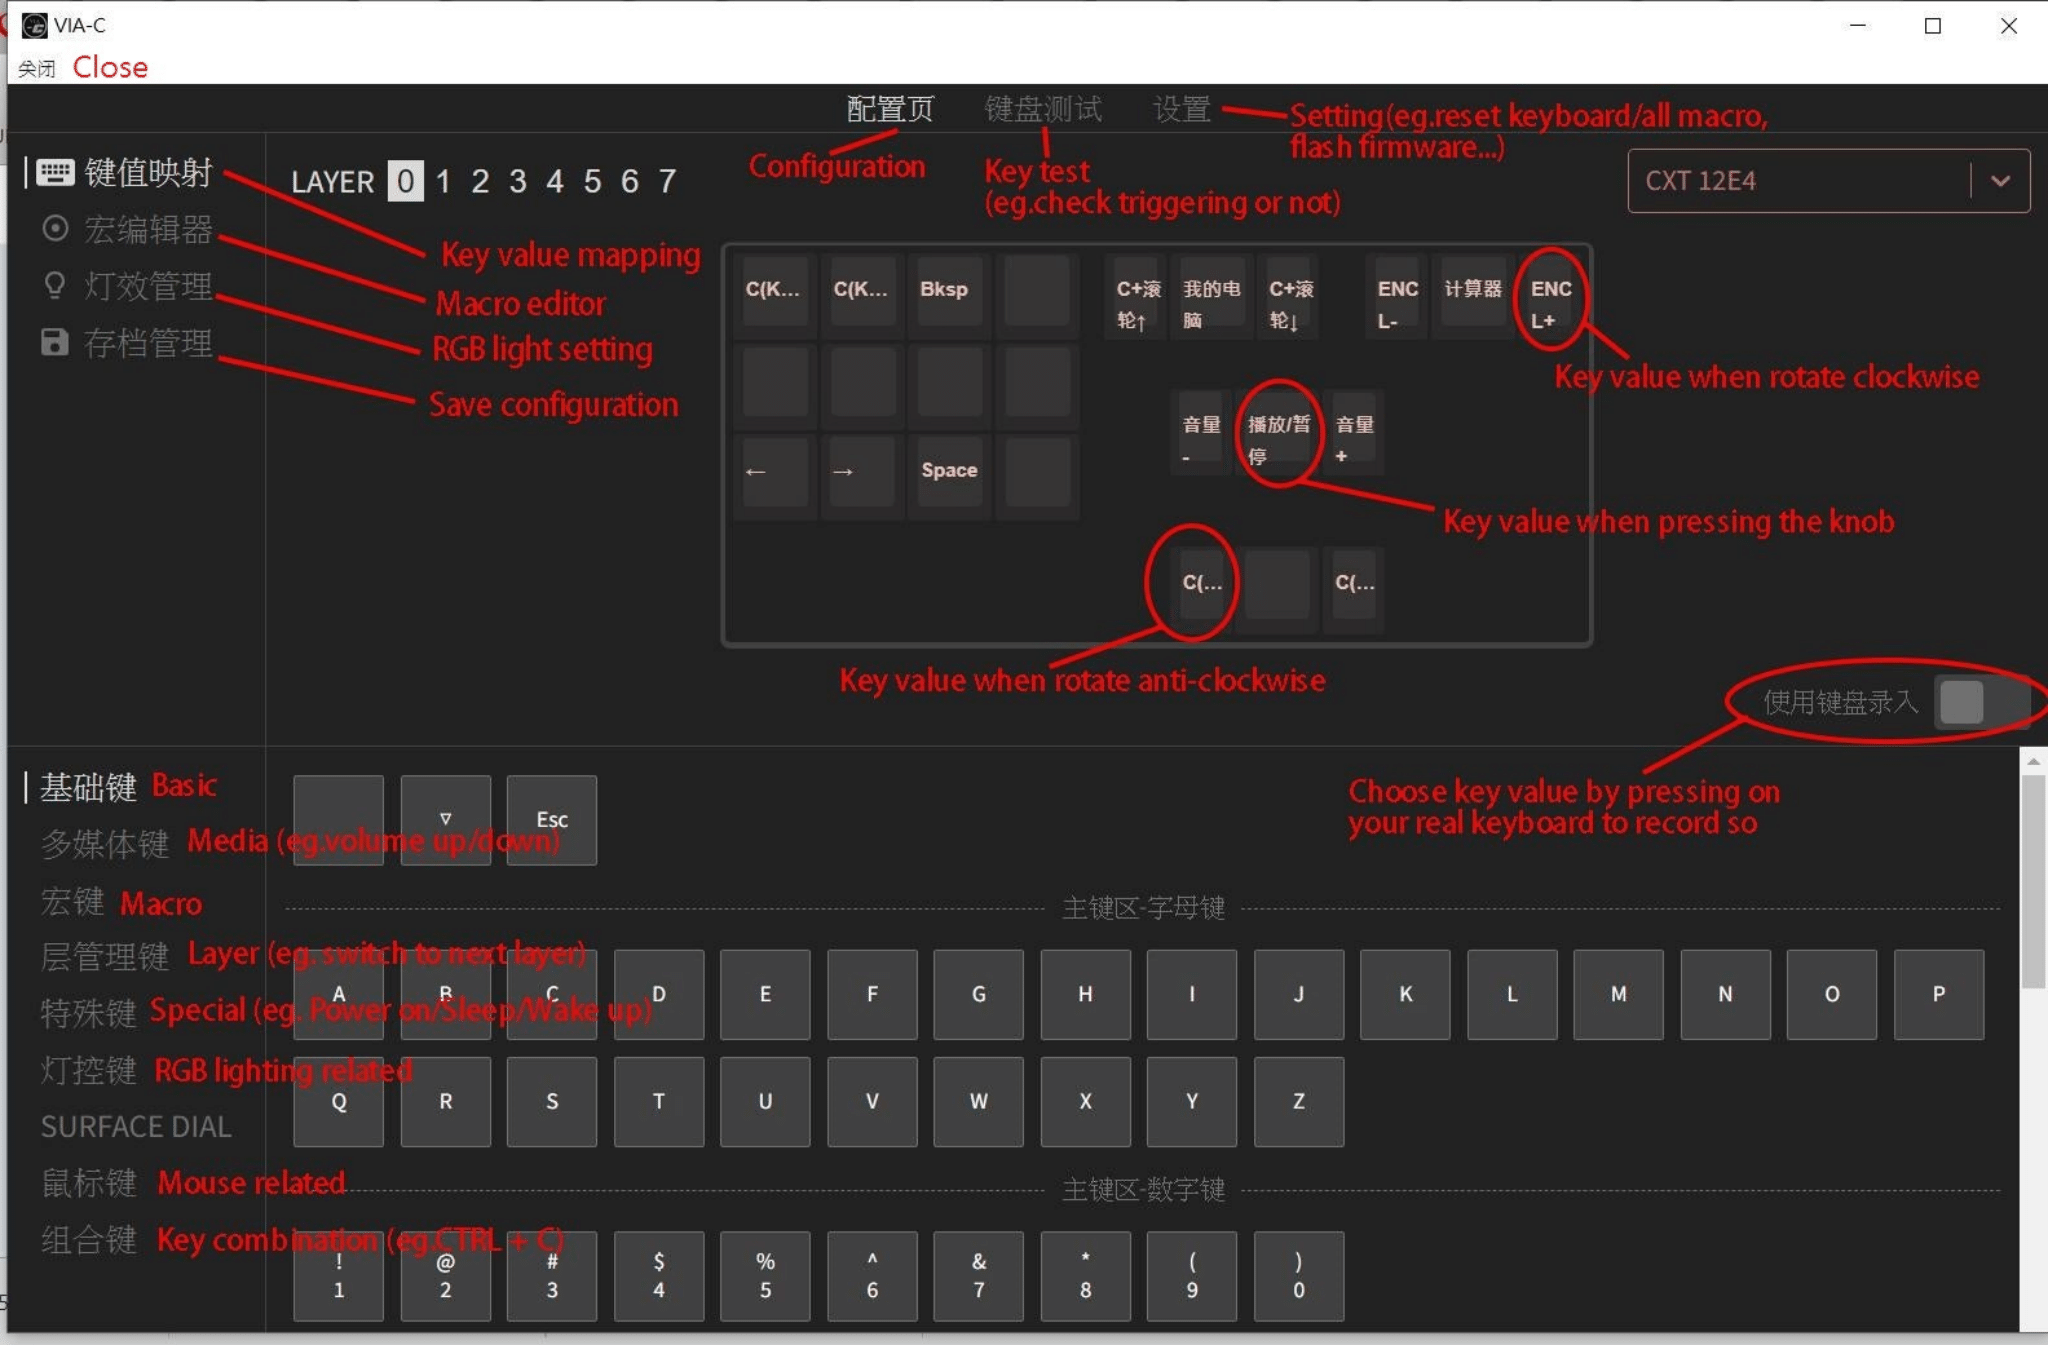 VIA-C
关闭 Close
配置页 键盘测试 设置
Setting(eg.reset keyboard/all macro,
flash firmware...)
Configuration
Key test
(eg.check triggering or not)
键值映射
宏编辑器
灯效管理
存档管理
LAYER 0 1 2 3 4 5 6 7
CXT 12E4
Key value mapping
Macro editor
RGB light setting
Save configuration
C(K... C(K... Bksp
C+滚
轮↑
我的电
脑
C+滚
轮↓
ENC
L-
计算器
ENC
L+
Key value when rotate clockwise
音量
-
播放/暂
停
音量
+
← → Space
Key value when pressing the knob
C(... C(...
Key value when rotate anti-clockwise
使用键盘录入
Choose key value by pressing on
your real keyboard to record so
基础键 Basic
多媒体键 Media (eg.volume up/down)
宏键 Macro
层管理键 Layer (eg. switch to next layer)
特殊键 Special (eg. Power on/Sleep/Wake up)
灯控键 RGB lighting related
SURFACE DIAL
鼠标键 Mouse related
组合键 Key combination (eg.CTRL + C)
▽ Esc
主键区-字母键
A B C D E F G H I J K L M N O P
Q R S T U V W X Y Z
主键区-数字键
! @ # $ % ^ & * ( )
1 2 3 4 5 6 7 8 9 0